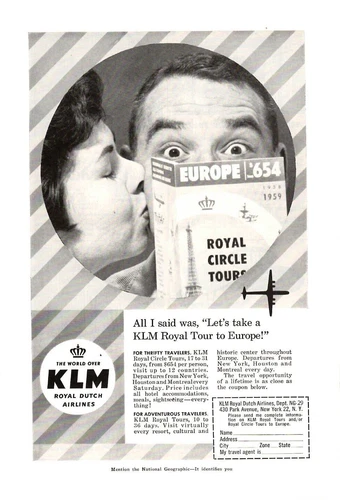 EUROPE $654
1959
ROYAL
CIRCLE
TOURS
All I said was, "Let's take a
KLM Royal Tour to Europe!"
THE WORLD OVER
KLM
ROYAL DUTCH
AIRLINES
FOR THRIFTY TRAVELERS. KLM
Royal Circle Tours, 17 to 31
days, from $654 per person,
visit up to 12 countries.
Departures from New York,
Houston and Montreal every
Saturday. Price includes
all hotel accommodations,
meals, sightseeing—every-
thing!
FOR ADVENTUROUS TRAVELERS.
KLM Royal Tours, 10 to
36 days. Visit virtually
every resort, cultural and
historic center throughout
Europe. Departures from
New York, Houston and
Montreal every day.
The travel opportunity
of a lifetime is as close as
the coupon below.
KLM Royal Dutch Airlines, Dept. NG-29
430 Park Avenue, New York 22, N. Y.
Please send me complete informa-
tion on KLM Royal Tours and/or
Royal Circle Tours to Europe.
Name
Address
City Zone State
My travel agent is
Mention the National Geographic—It identifies you